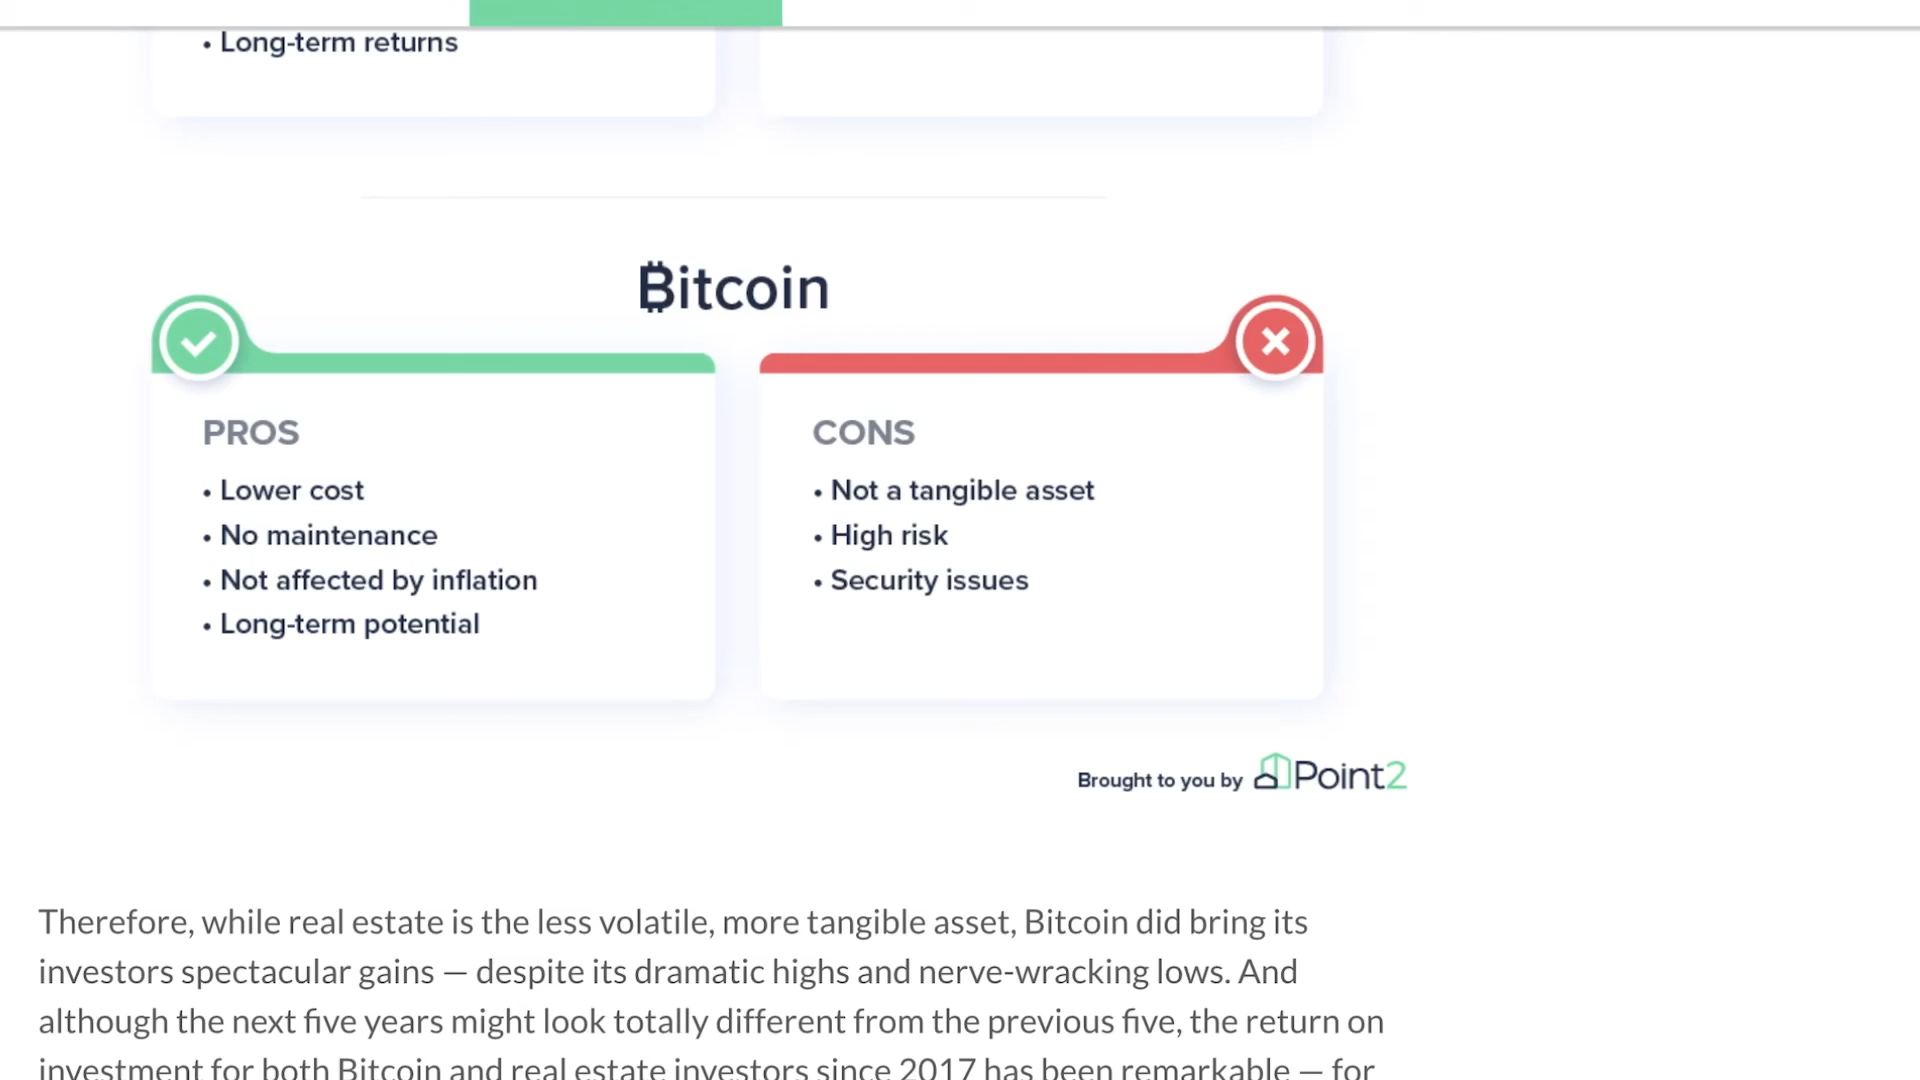 • Long-term returns
₿itcoin
PROS
• Lower cost
• No maintenance
• Not affected by inflation
• Long-term potential
CONS
• Not a tangible asset
• High risk
• Security issues
Brought to you by Point2
Therefore, while real estate is the less volatile, more tangible asset, Bitcoin did bring its
investors spectacular gains — despite its dramatic highs and nerve-wracking lows. And
although the next five years might look totally different from the previous five, the return on
investment for both Bitcoin and real estate investors since 2017 has been remarkable — for